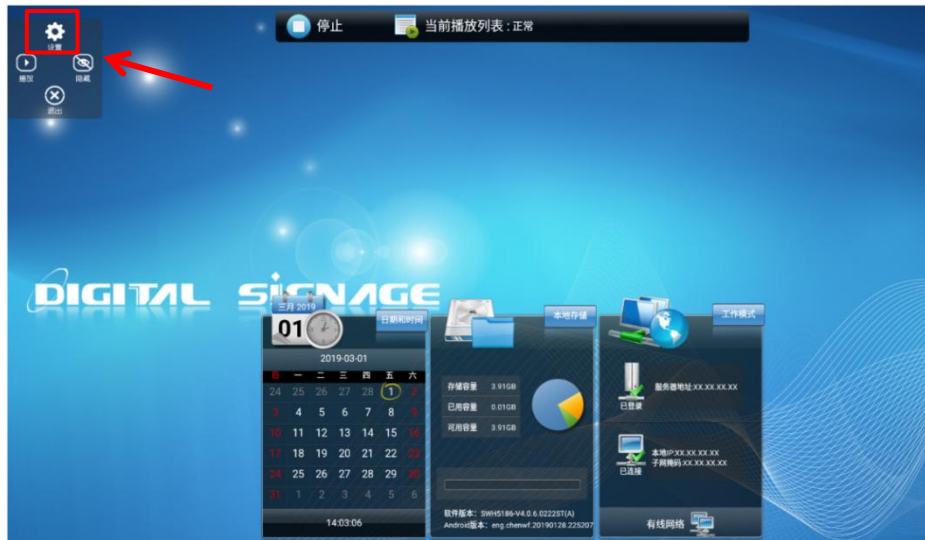 设置
播放
隐藏
退出
停止
当前播放列表 : 正常
DIGITAL SIGNAGE
三月 2019
01
日期和时间
2019-03-01
日 一 二 三 四 五 六
24 25 26 27 28 1 2
3 4 5 6 7 8 9
10 11 12 13 14 15 16
17 18 19 20 21 22 23
24 25 26 27 28 29 30
31 1 2 3 4 5 6
14:03:06
本地存储
存储容量 3.91GB
已用容量 0.01GB
可用容量 3.91GB
软件版本: SWH5186-V4.0.6.0222ST(A)
Android版本: eng.chenwf.20190128.225207
工作模式
服务器地址:XX.XX.XX.XX
已登录
本地IP:XX.XX.XX.XX
子网掩码:XX.XX.XX.XX
已连接
有线网络